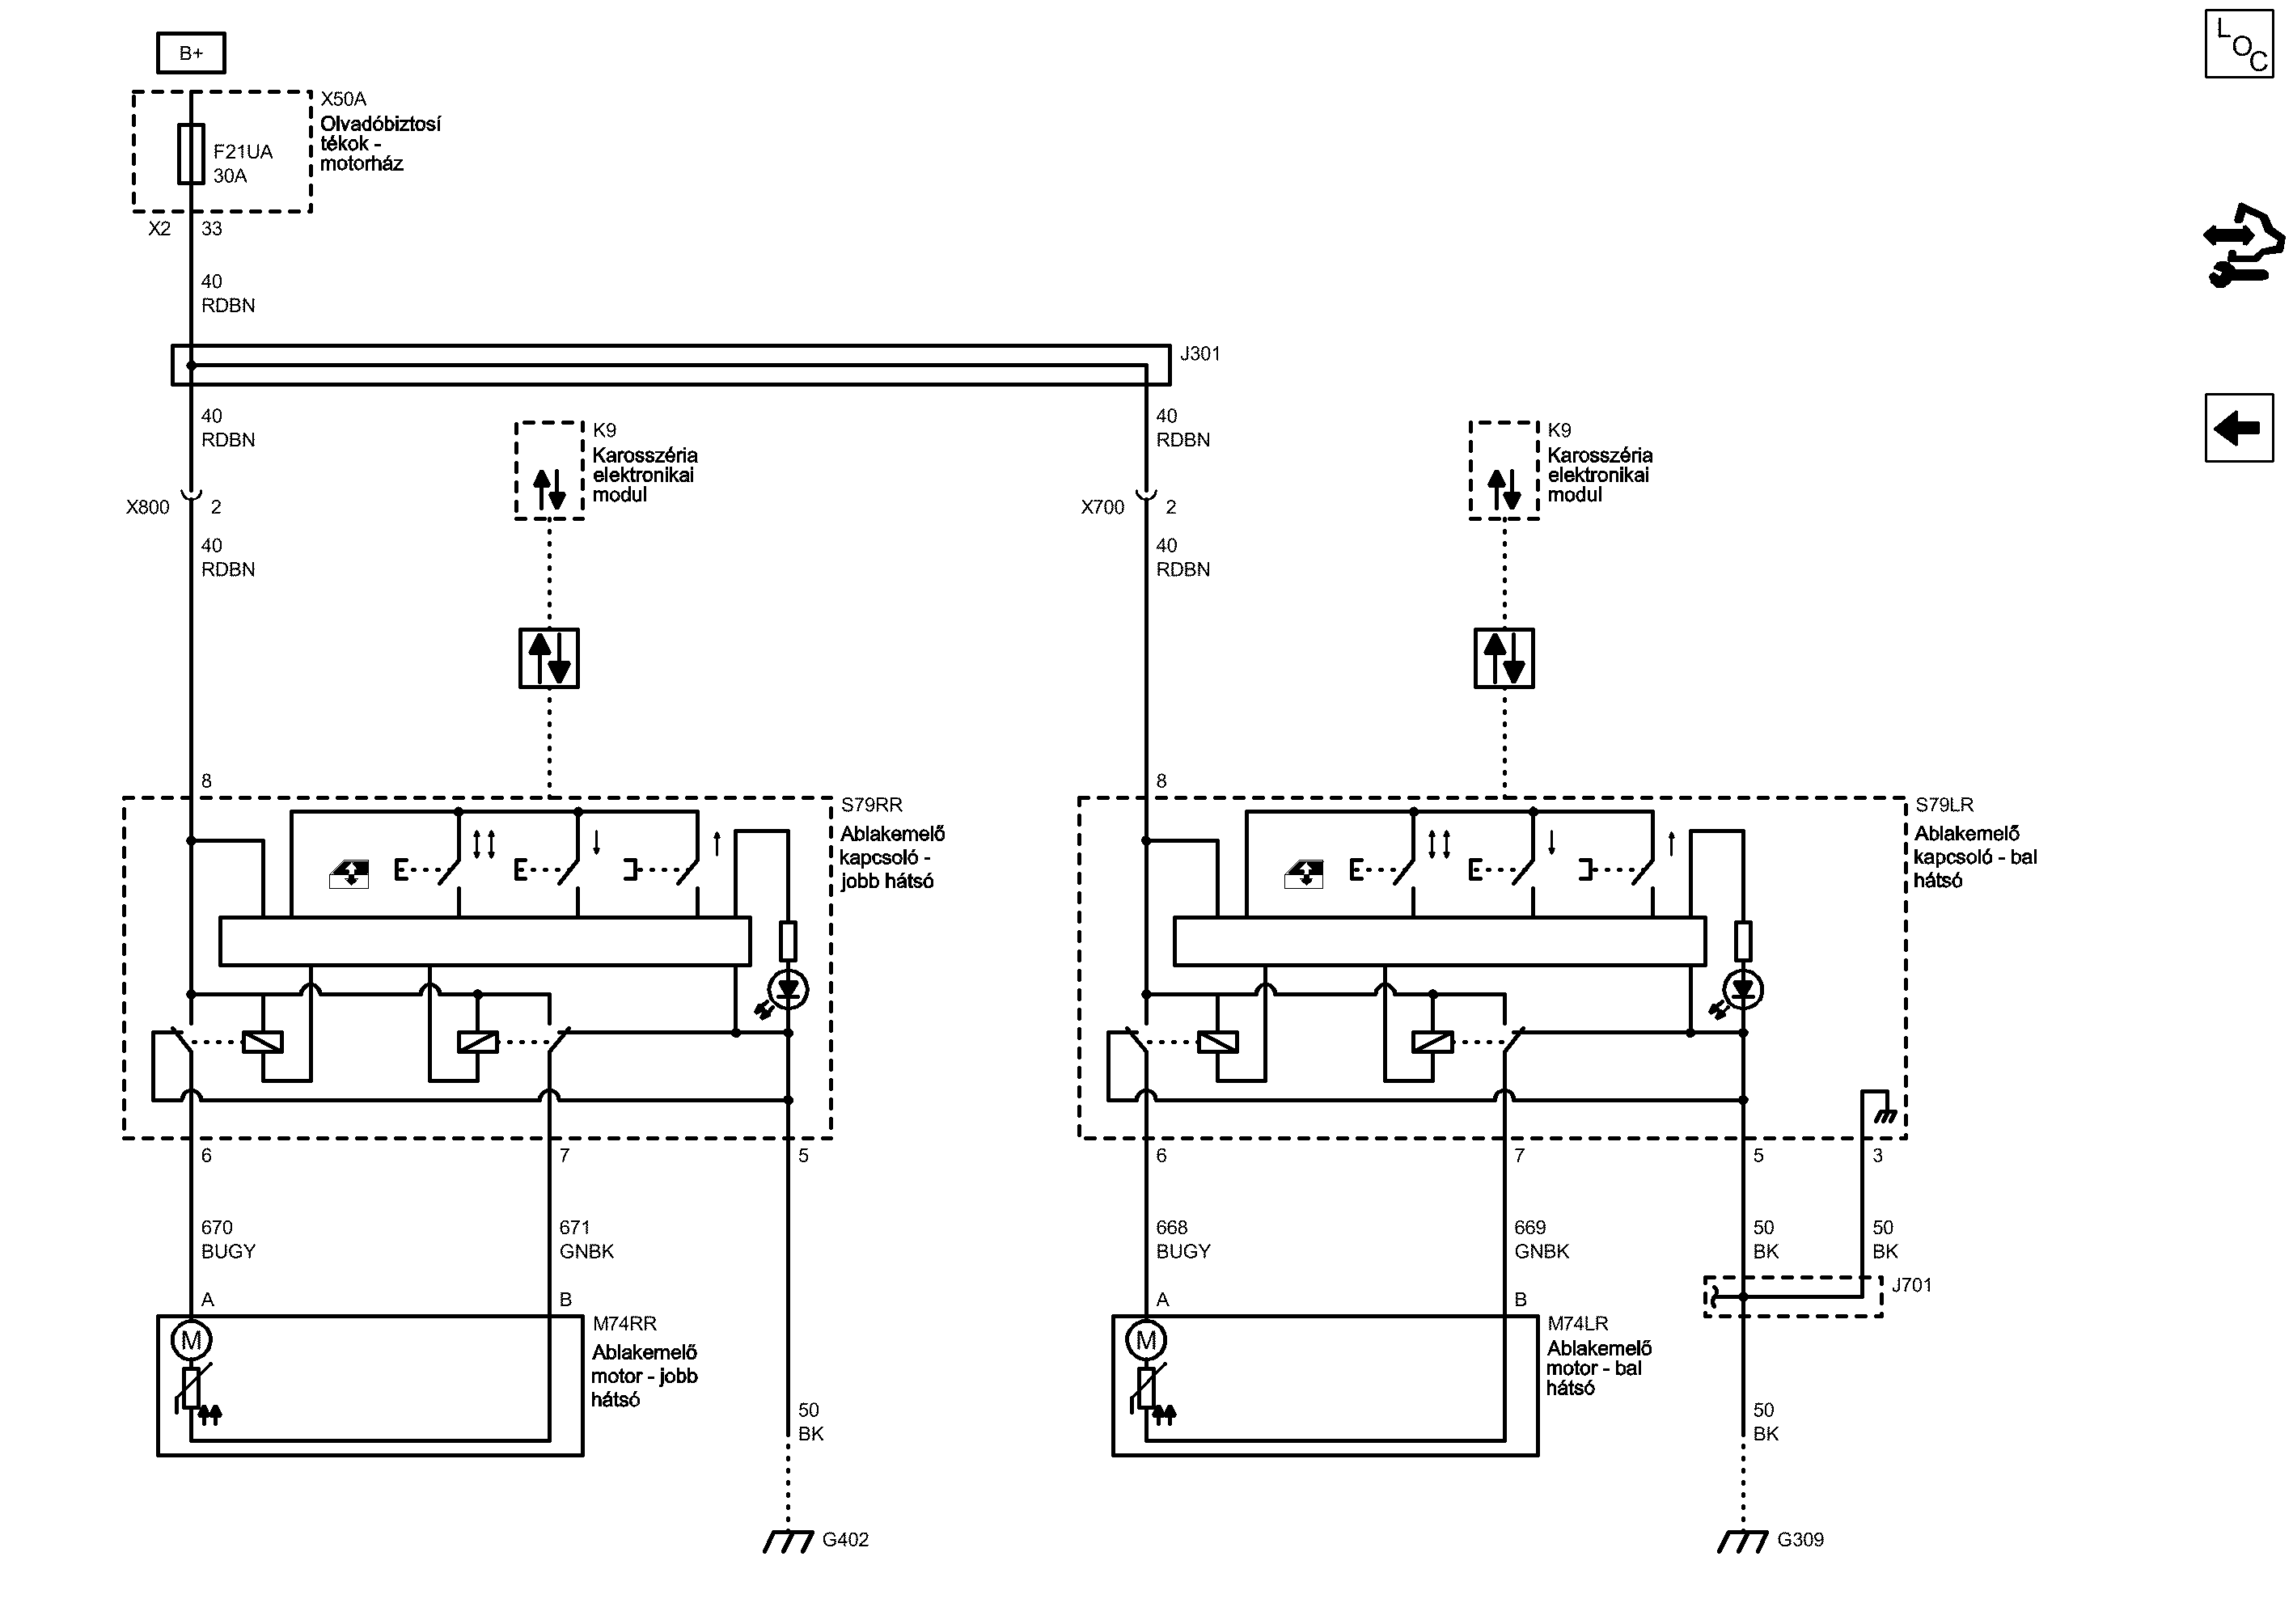 B+
LOC
X50A
Olvadóbiztosí
tékok -
motorház
F21UA
30A
X2
33
40
RDBN
J301
40
RDBN
K9
Karosszéria
elektronikai
modul
X800
2
40
RDBN
40
RDBN
K9
Karosszéria
elektronikai
modul
X700
2
40
RDBN
8
S79RR
Ablakemelő
kapcsoló -
jobb hátsó
8
S79LR
Ablakemelő
kapcsoló - bal
hátsó
6
7
5
6
7
5
3
670
BUGY
671
GNBK
668
BUGY
669
GNBK
50
BK
50
BK
J701
A
B
M74RR
Ablakemelő
motor - jobb
hátsó
M
A
B
M74LR
Ablakemelő
motor - bal
hátsó
M
50
BK
50
BK
G402
G309